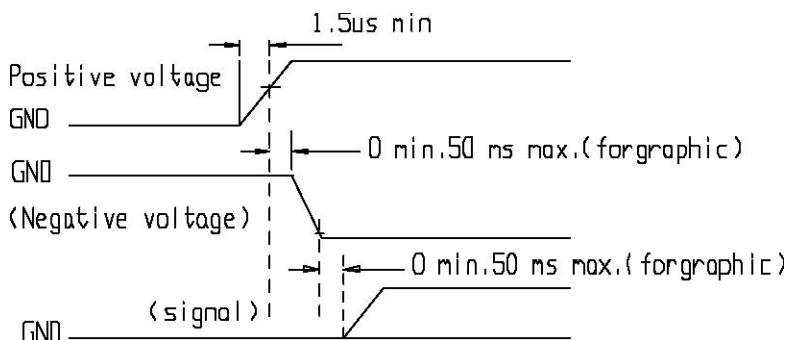 1.5us min
Positive voltage
GND
0 min.50 ms max.(forgraphic)
GND
(Negative voltage)
0 min.50 ms max.(forgraphic)
(signal)
GND